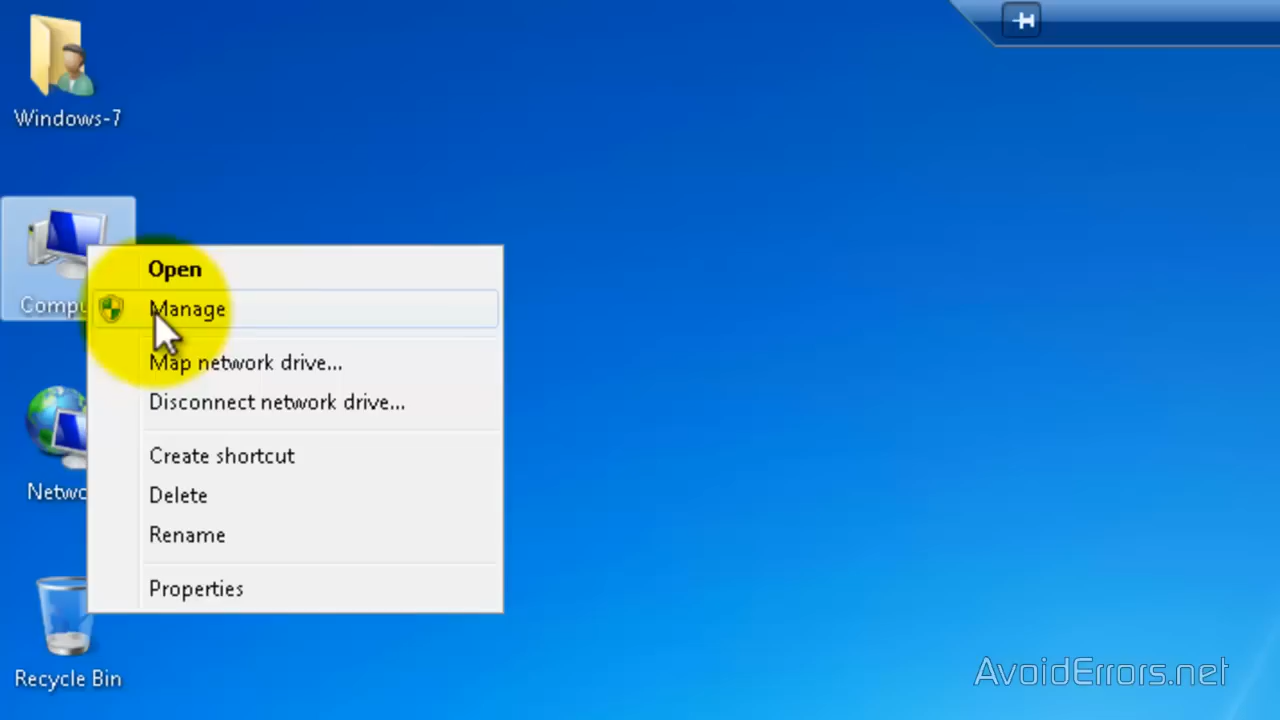 Windows-7
Compu
Open
Manage
Map network drive...
Disconnect network drive...
Netwo
Create shortcut
Delete
Rename
Properties
Recycle Bin
AvoidErrors.net